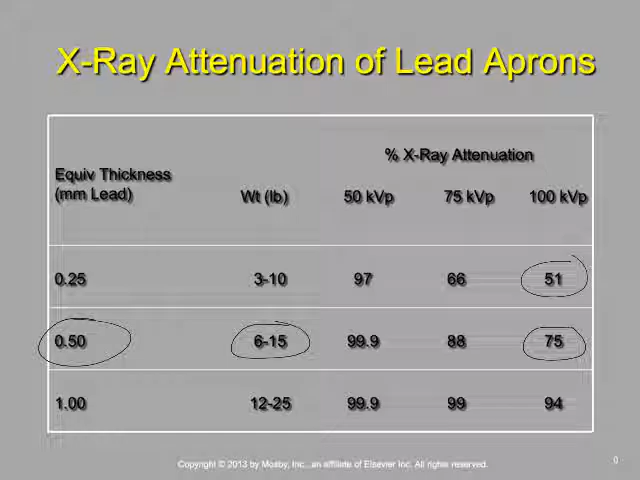 X-Ray Attenuation of Lead Aprons
% X-Ray Attenuation
Equiv Thickness
(mm Lead) Wt (lb) 50 kVp 75 kVp 100 kVp
0.25 3-10 97 66 51
0.50 6-15 99.9 88 75
1.00 12-25 99.9 99 94
Copyright © 2013 by Mosby, Inc., an affiliate of Elsevier Inc. All rights reserved.
0